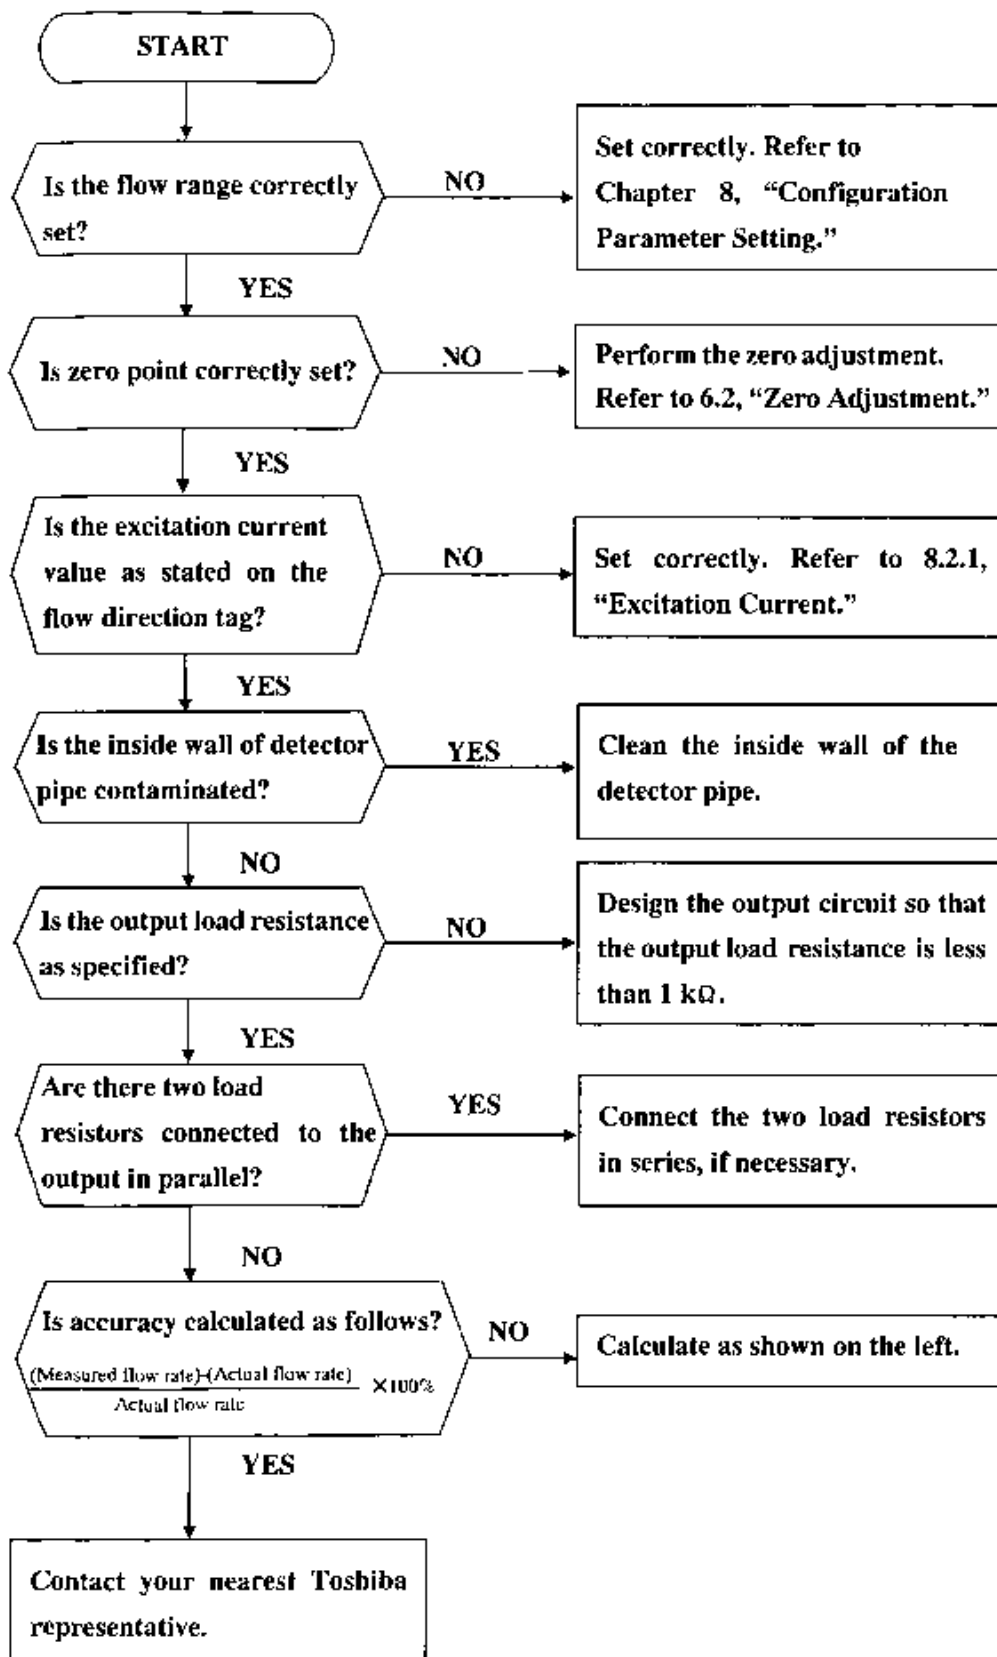 START
Is the flow range correctly
set?
NO
Set correctly. Refer to
Chapter 8, “Configuration
Parameter Setting.”
YES
Is zero point correctly set?
NO
Perform the zero adjustment.
Refer to 6.2, “Zero Adjustment.”
YES
Is the excitation current
value as stated on the
flow direction tag?
NO
Set correctly. Refer to 8.2.1,
“Excitation Current.”
YES
Is the inside wall of detector
pipe contaminated?
YES
Clean the inside wall of the
detector pipe.
NO
Is the output load resistance
as specified?
NO
Design the output circuit so that
the output load resistance is less
than 1 kΩ.
YES
Are there two load
resistors connected to the
output in parallel?
YES
Connect the two load resistors
in series, if necessary.
NO
Is accuracy calculated as follows?
(Measured flow rate)-(Actual flow rate)
Actual flow rate
×100%
NO
Calculate as shown on the left.
YES
Contact your nearest Toshiba
representative.